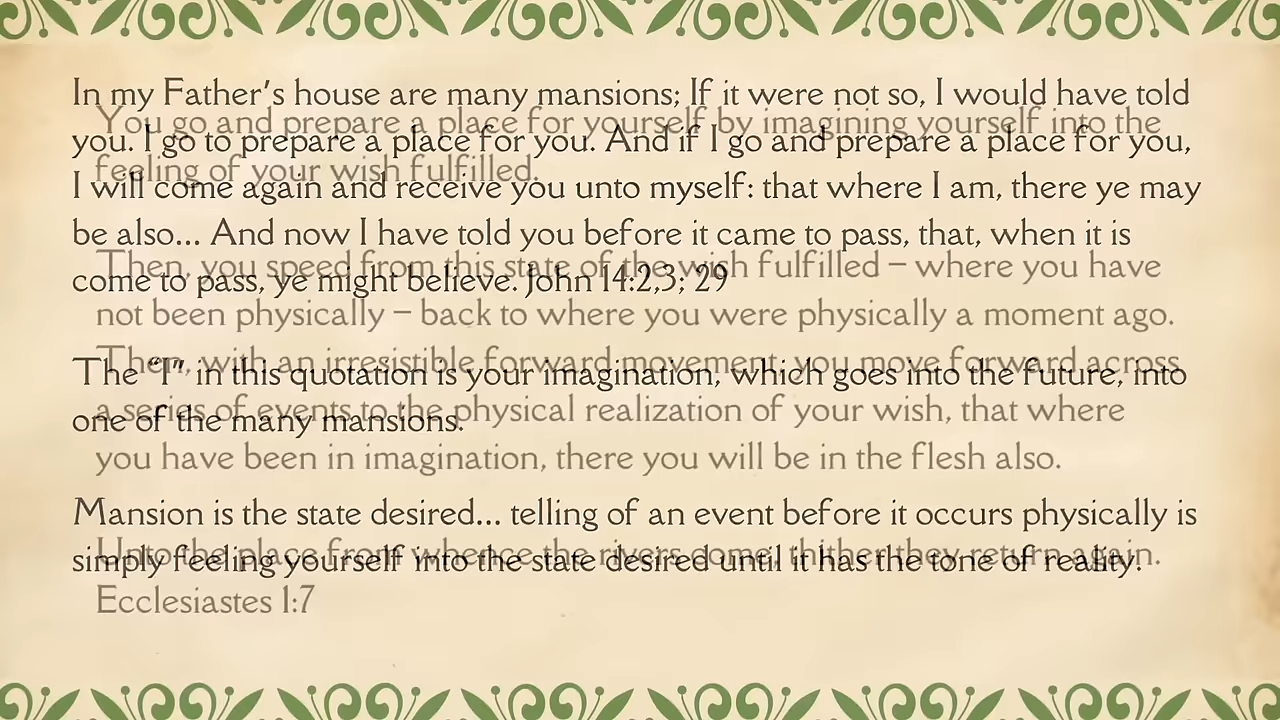 In my Father's house are many mansions; If it were not so, I would have told
you. I go to prepare a place for you. And if I go and prepare a place for you,
I will come again and receive you unto myself: that where I am, there ye may
be also... And now I have told you before it came to pass, that, when it is
come to pass, ye might believe. John 14:2,3; 29
The “I” in this quotation is your imagination, which goes into the future, into
one of the many mansions.
Mansion is the state desired... telling of an event before it occurs physically is
simply feeling yourself into the state desired until it has the tone of reality.
You go and prepare a place for yourself by imagining yourself into the
feeling of your wish fulfilled.
Then, you speed from this state of the wish fulfilled – where you have
not been physically – back to where you were physically a moment ago.
Then, with an irresistible forward movement, you move forward across
a series of events to the physical realization of your wish, that where
you have been in imagination, there you will be in the flesh also.
Unto the place from whence the rivers come, thither they return again.
Ecclesiastes 1:7